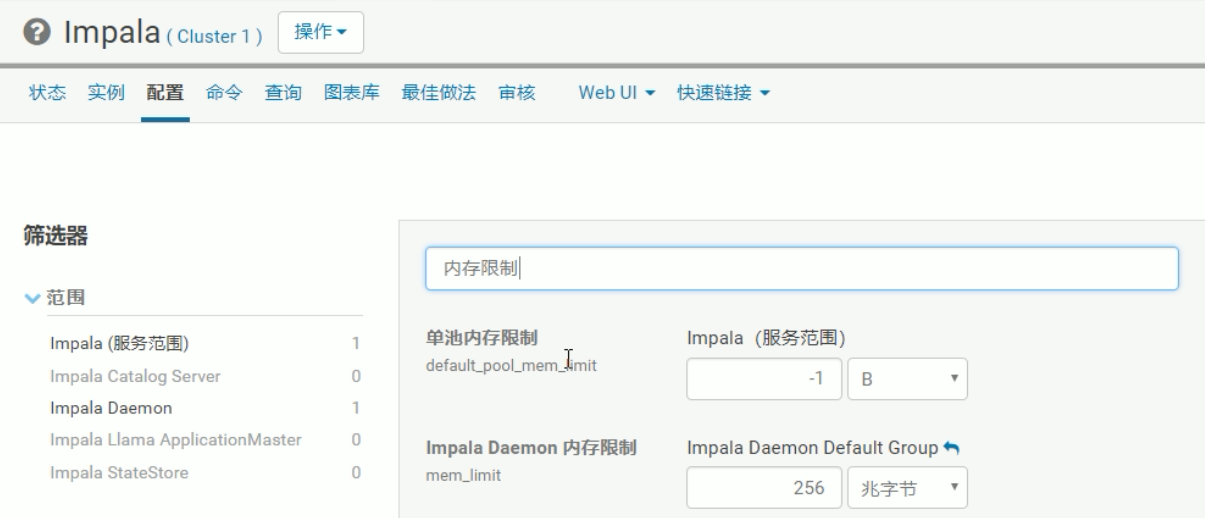 Impala ( Cluster 1 ) 操作
状态 实例 配置 命令 查询 图表库 最佳做法 审核 Web UI 快速链接
筛选器
内存限制
范围
Impala (服务范围) 1
Impala Catalog Server 0
Impala Daemon 1
Impala Llama ApplicationMaster 0
Impala StateStore 0
单池内存限制 Impala（服务范围）
default_pool_mem_limit -1 B
Impala Daemon 内存限制 Impala Daemon Default Group
mem_limit 256 兆字节